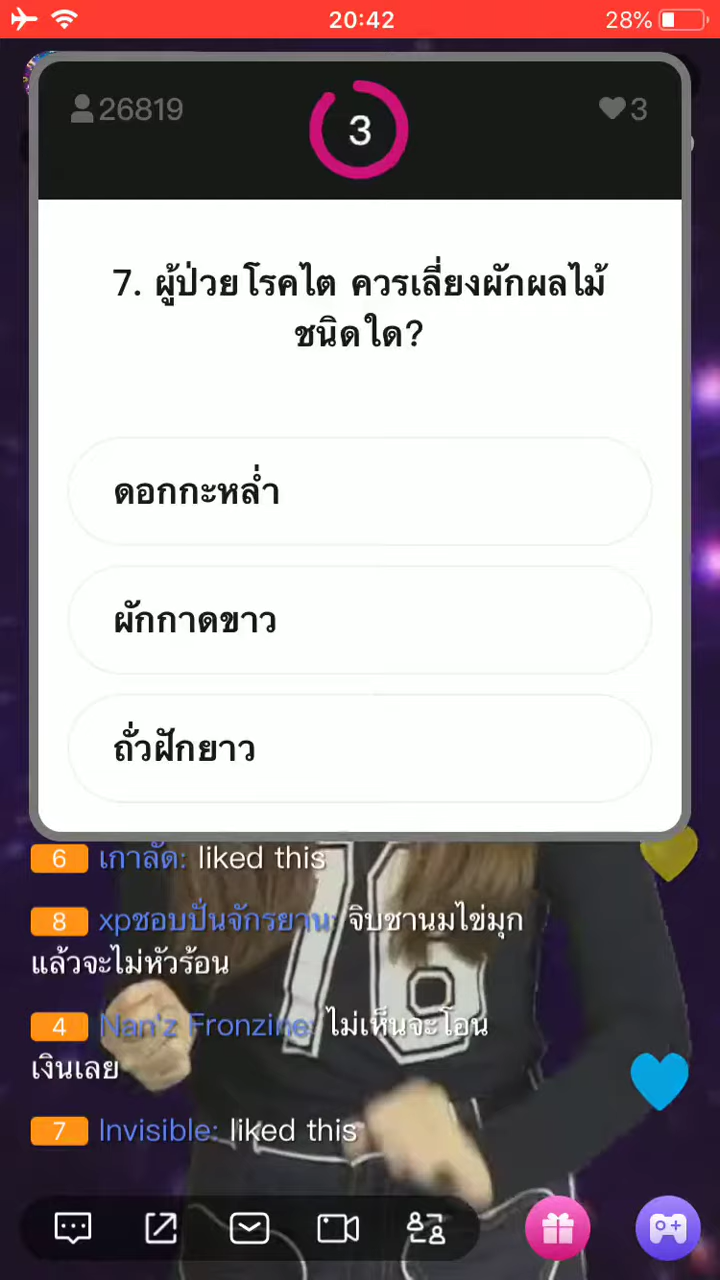 20:42
28%
26819
3
3
7. ผู้ป่วยโรคไต ควรเลี่ยงผักผลไม้
ชนิดใด?
ดอกกะหล่ำ
ผักกาดขาว
ถั่วฝักยาว
6 เกาลัด: liked this
8 xpชอบปั่นจักรยาน: จิบชานมไข่มุก
แล้วจะไม่หัวร้อน
4 Nan'z Fronzine: ไม่เห็นจะโอน
เงินเลย
7 Invisible: liked this
76